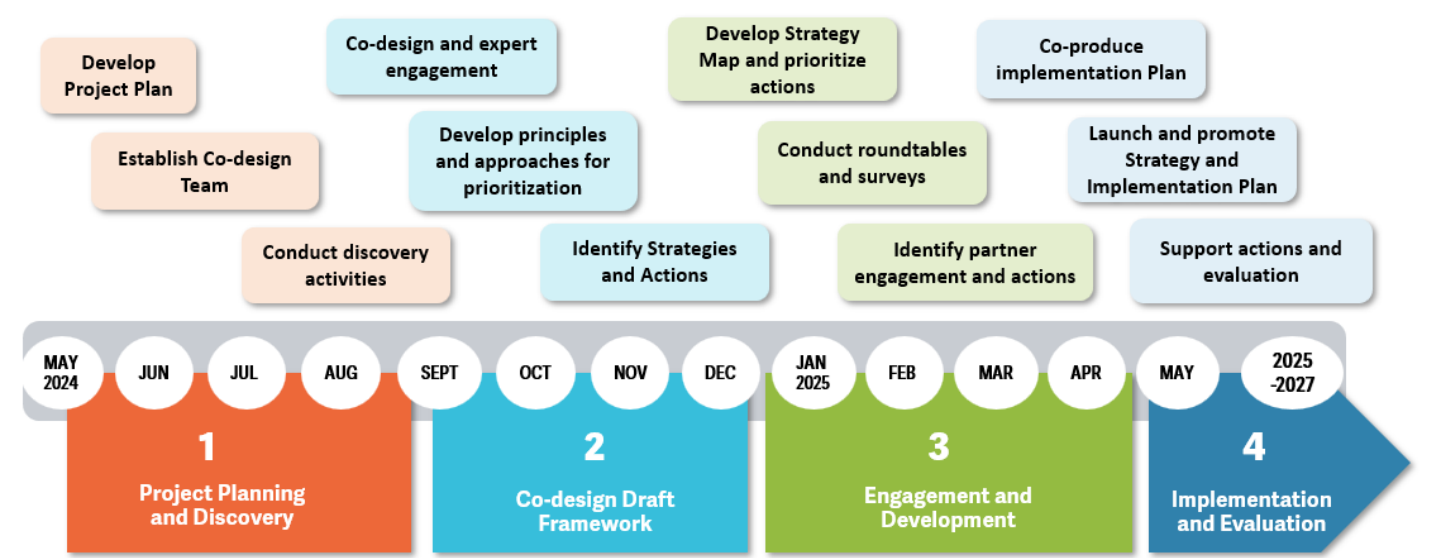 Develop
Project Plan
Establish Co-design
Team
Conduct discovery
activities
Co-design and expert
engagement
Develop principles
and approaches for
prioritization
Identify Strategies
and Actions
Develop Strategy
Map and prioritize
actions
Conduct roundtables
and surveys
Identify partner
engagement and actions
Co-produce
implementation Plan
Launch and promote
Strategy and
Implementation Plan
Support actions and
evaluation
MAY
2024
JUN
JUL
AUG
SEPT
OCT
NOV
DEC
JAN
2025
FEB
MAR
APR
MAY
2025
-2027
1
Project Planning
and Discovery
2
Co-design Draft
Framework
3
Engagement and
Development
4
Implementation
and Evaluation